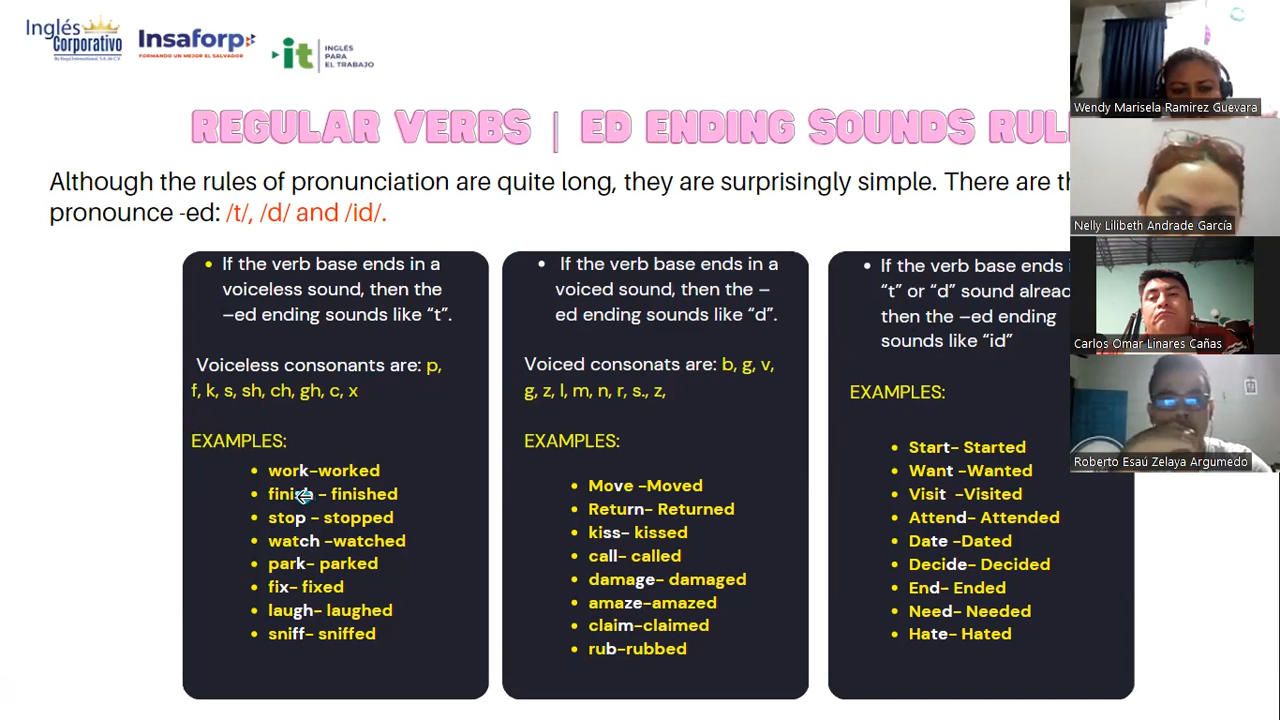 Inglés
Corporativo
By Regal International, S.A. de C.V.
Insaforp
FORMANDO UN MEJOR EL SALVADOR
it
INGLÉS
PARA
EL TRABAJO
REGULAR VERBS | ED ENDING SOUNDS
Although the rules of pronunciation are quite long, they are surprisingly simple. There are
pronounce -ed: /t/, /d/ and /id/.
• If the verb base ends in a
voiceless sound, then the
–ed ending sounds like “t”.
Voiceless consonants are: p,
f, k, s, sh, ch, gh, c, x
EXAMPLES:
• work-worked
• finish – finished
• stop – stopped
• watch -watched
• park- parked
• fix- fixed
• laugh- laughed
• sniff- sniffed
• If the verb base ends in a
voiced sound, then the –
ed ending sounds like “d”.
Voiced consonats are: b, g, v,
g, z, l, m, n, r, s., z,
EXAMPLES:
• Move -Moved
• Return- Returned
• kiss- kissed
• call- called
• damage- damaged
• amaze-amazed
• claim-claimed
• rub-rubbed
• If the verb base ends
“t” or “d” sound
then the –ed ending
sounds like “id”
EXAMPLES:
• Start- Started
• Want -Wanted
• Visit -Visited
• Attend- Attended
• Date -Dated
• Decide- Decided
• End- Ended
• Need- Needed
• Hate- Hated
Wendy Marisela Ramirez Guevara
Nelly Lilibeth Andrade García
Carlos Omar Linares Cañas
Roberto Esaú Zelaya Argumedo